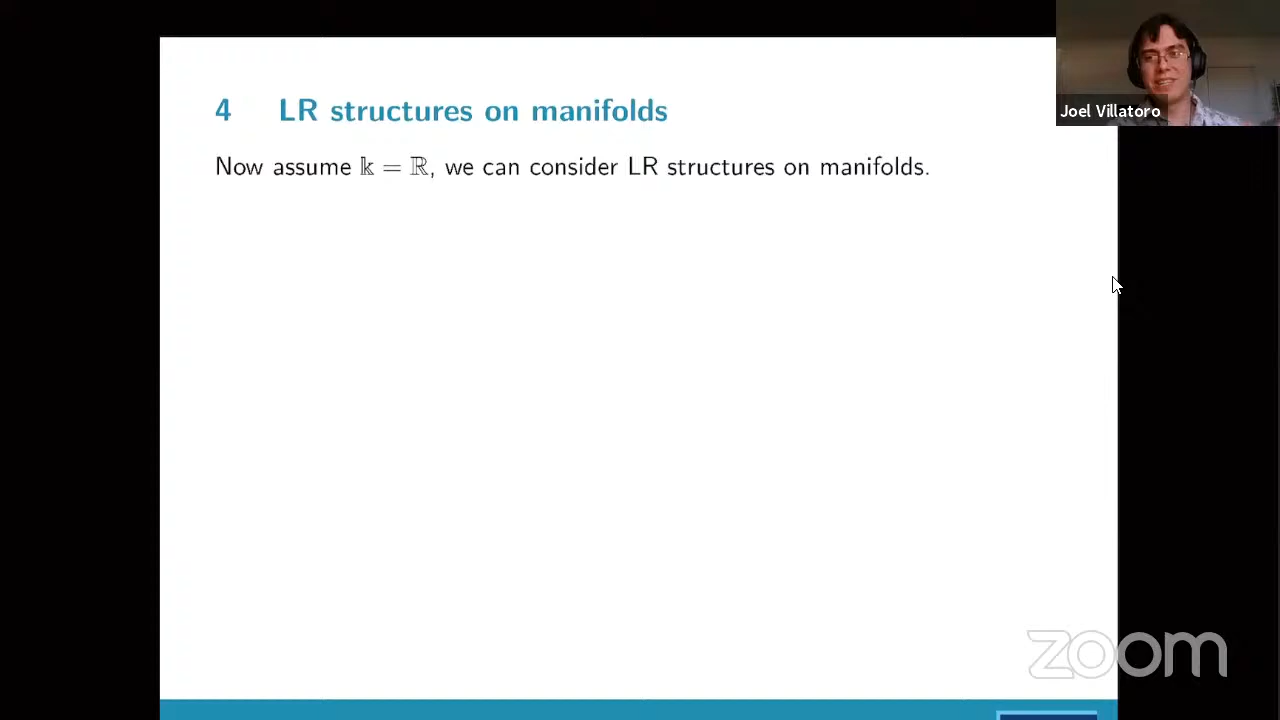 4 LR structures on manifolds
Now assume 𝕜 = ℝ, we can consider LR structures on manifolds.
Joel Villatoro
zoom